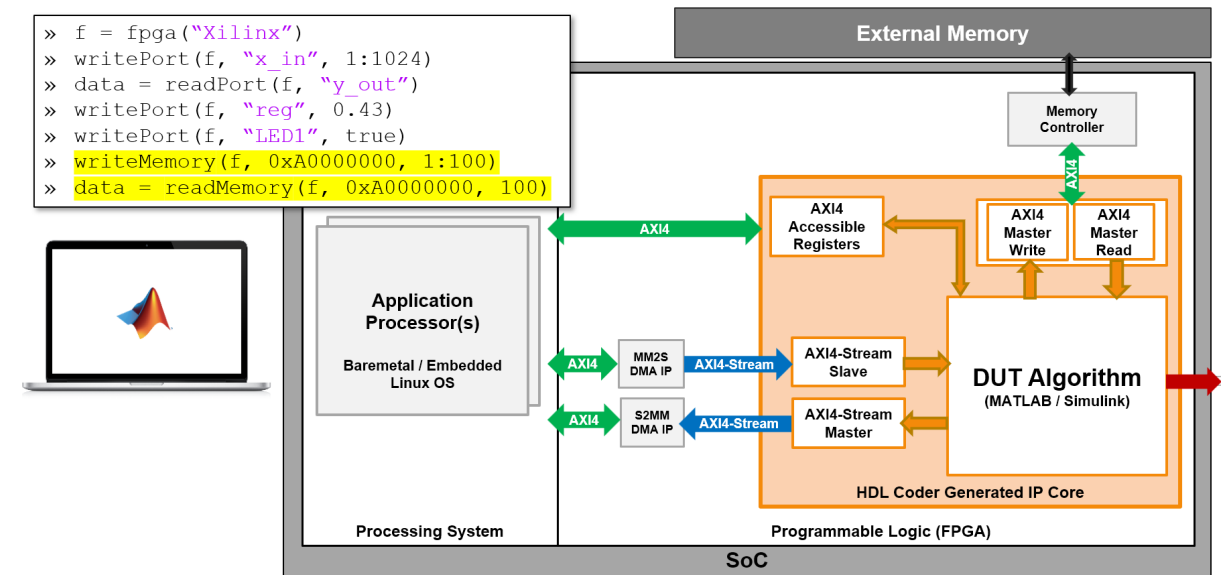 » f = fpga(“Xilinx”)
» writePort(f, “x_in”, 1:1024)
» data = readPort(f, “y_out”)
» writePort(f, “reg”, 0.43)
» writePort(f, “LED1”, true)
» writeMemory(f, 0xA0000000, 1:100)
» data = readMemory(f, 0xA0000000, 100)
External Memory
Memory
Controller
AXI4
AXI4
AXI4
Accessible
Registers
AXI4
Master
Write
AXI4
Master
Read
Application
Processor(s)
Baremetal / Embedded
Linux OS
AXI4
MM2S
DMA IP
AXI4-Stream
AXI4-Stream
Slave
AXI4
S2MM
DMA IP
AXI4-Stream
AXI4-Stream
Master
DUT Algorithm
(MATLAB / Simulink)
HDL Coder Generated IP Core
Processing System
Programmable Logic (FPGA)
SoC